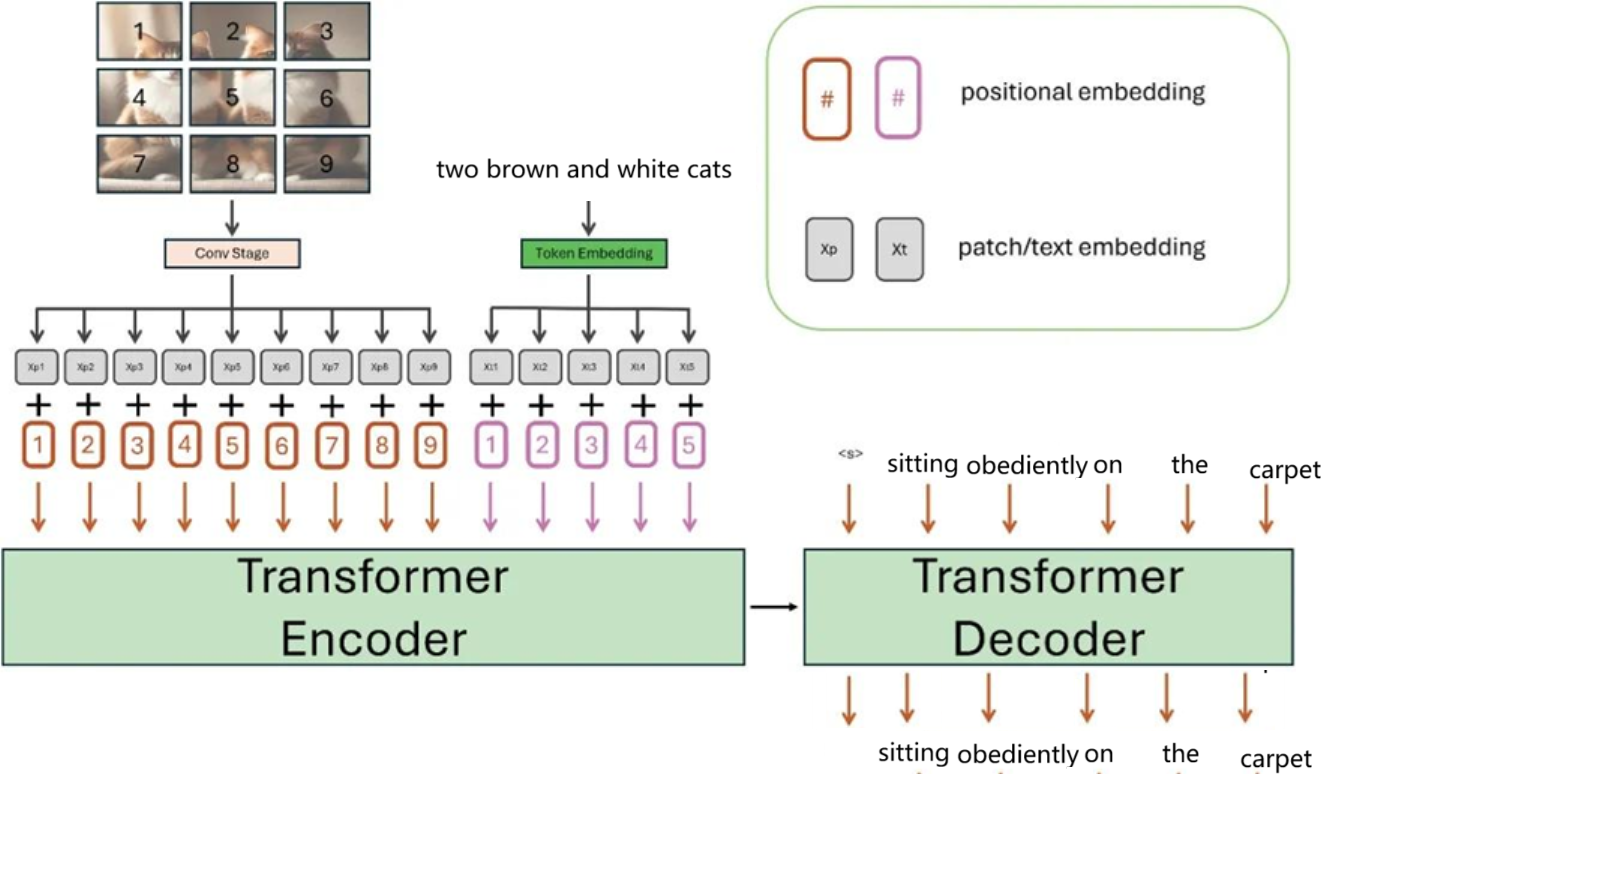 1 2 3
4 5 6
7 8 9
two brown and white cats
Conv Stage
Token Embedding
Xp1 Xp2 Xp3 Xp4 Xp5 Xp6 Xp7 Xp8 Xp9
Xt1 Xt2 Xt3 Xt4 Xt5
+ + + + + + + + +
+ + + + +
1 2 3 4 5 6 7 8 9
1 2 3 4 5
Transformer
Encoder
# # positional embedding
Xp Xt patch/text embedding
<s> sitting obediently on the carpet
Transformer
Decoder
sitting obediently on the carpet